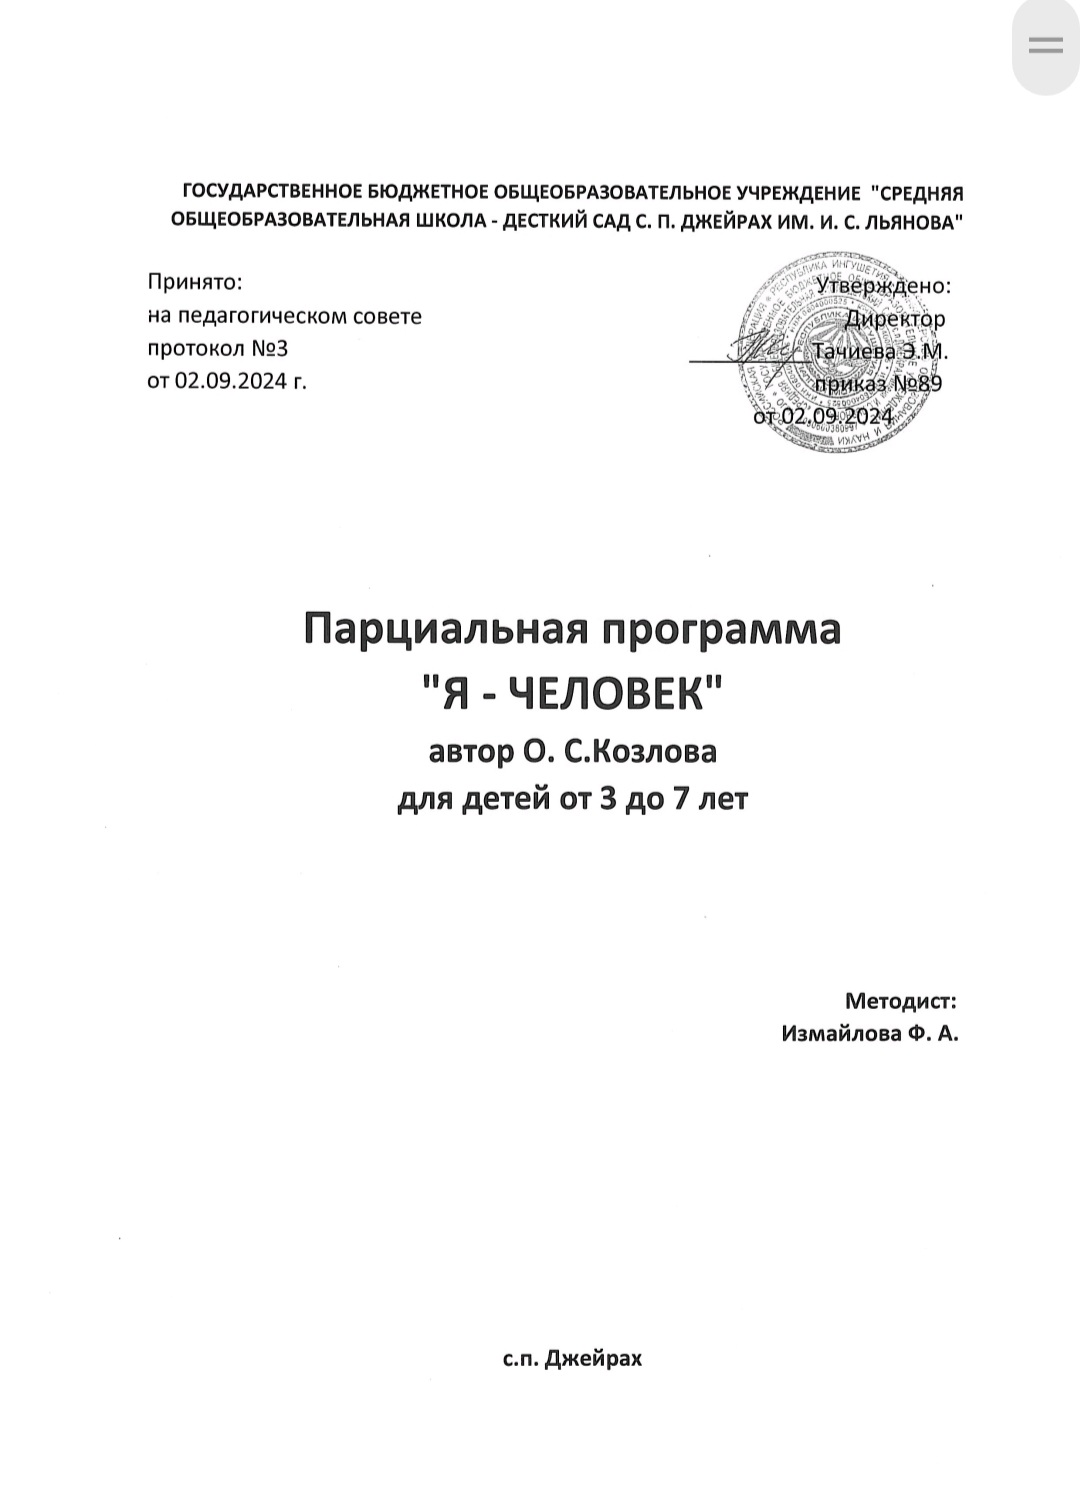 ГОСУДАРСТВЕННОЕ БЮДЖЕТНОЕ ОБЩЕОБРАЗОВАТЕЛЬНОЕ УЧРЕЖДЕНИЕ "СРЕДНЯЯ
ОБЩЕОБРАЗОВАТЕЛЬНАЯ ШКОЛА - ДЕСТКИЙ САД С. П. ДЖЕЙРАХ ИМ. И. С. ЛЬЯНОВА"
Принято:
на педагогическом совете
протокол №3
от 02.09.2024 г.
Утверждено:
Директор
Тачиева Э.М.
приказ №89
от 02.09.2024
РЕСПУБЛИКА ИНГУШЕТИЯ
Парциальная программа
"Я - ЧЕЛОВЕК"
автор О. С.Козлова
для детей от 3 до 7 лет
Методист:
Измайлова Ф. А.
с.п. Джейрах